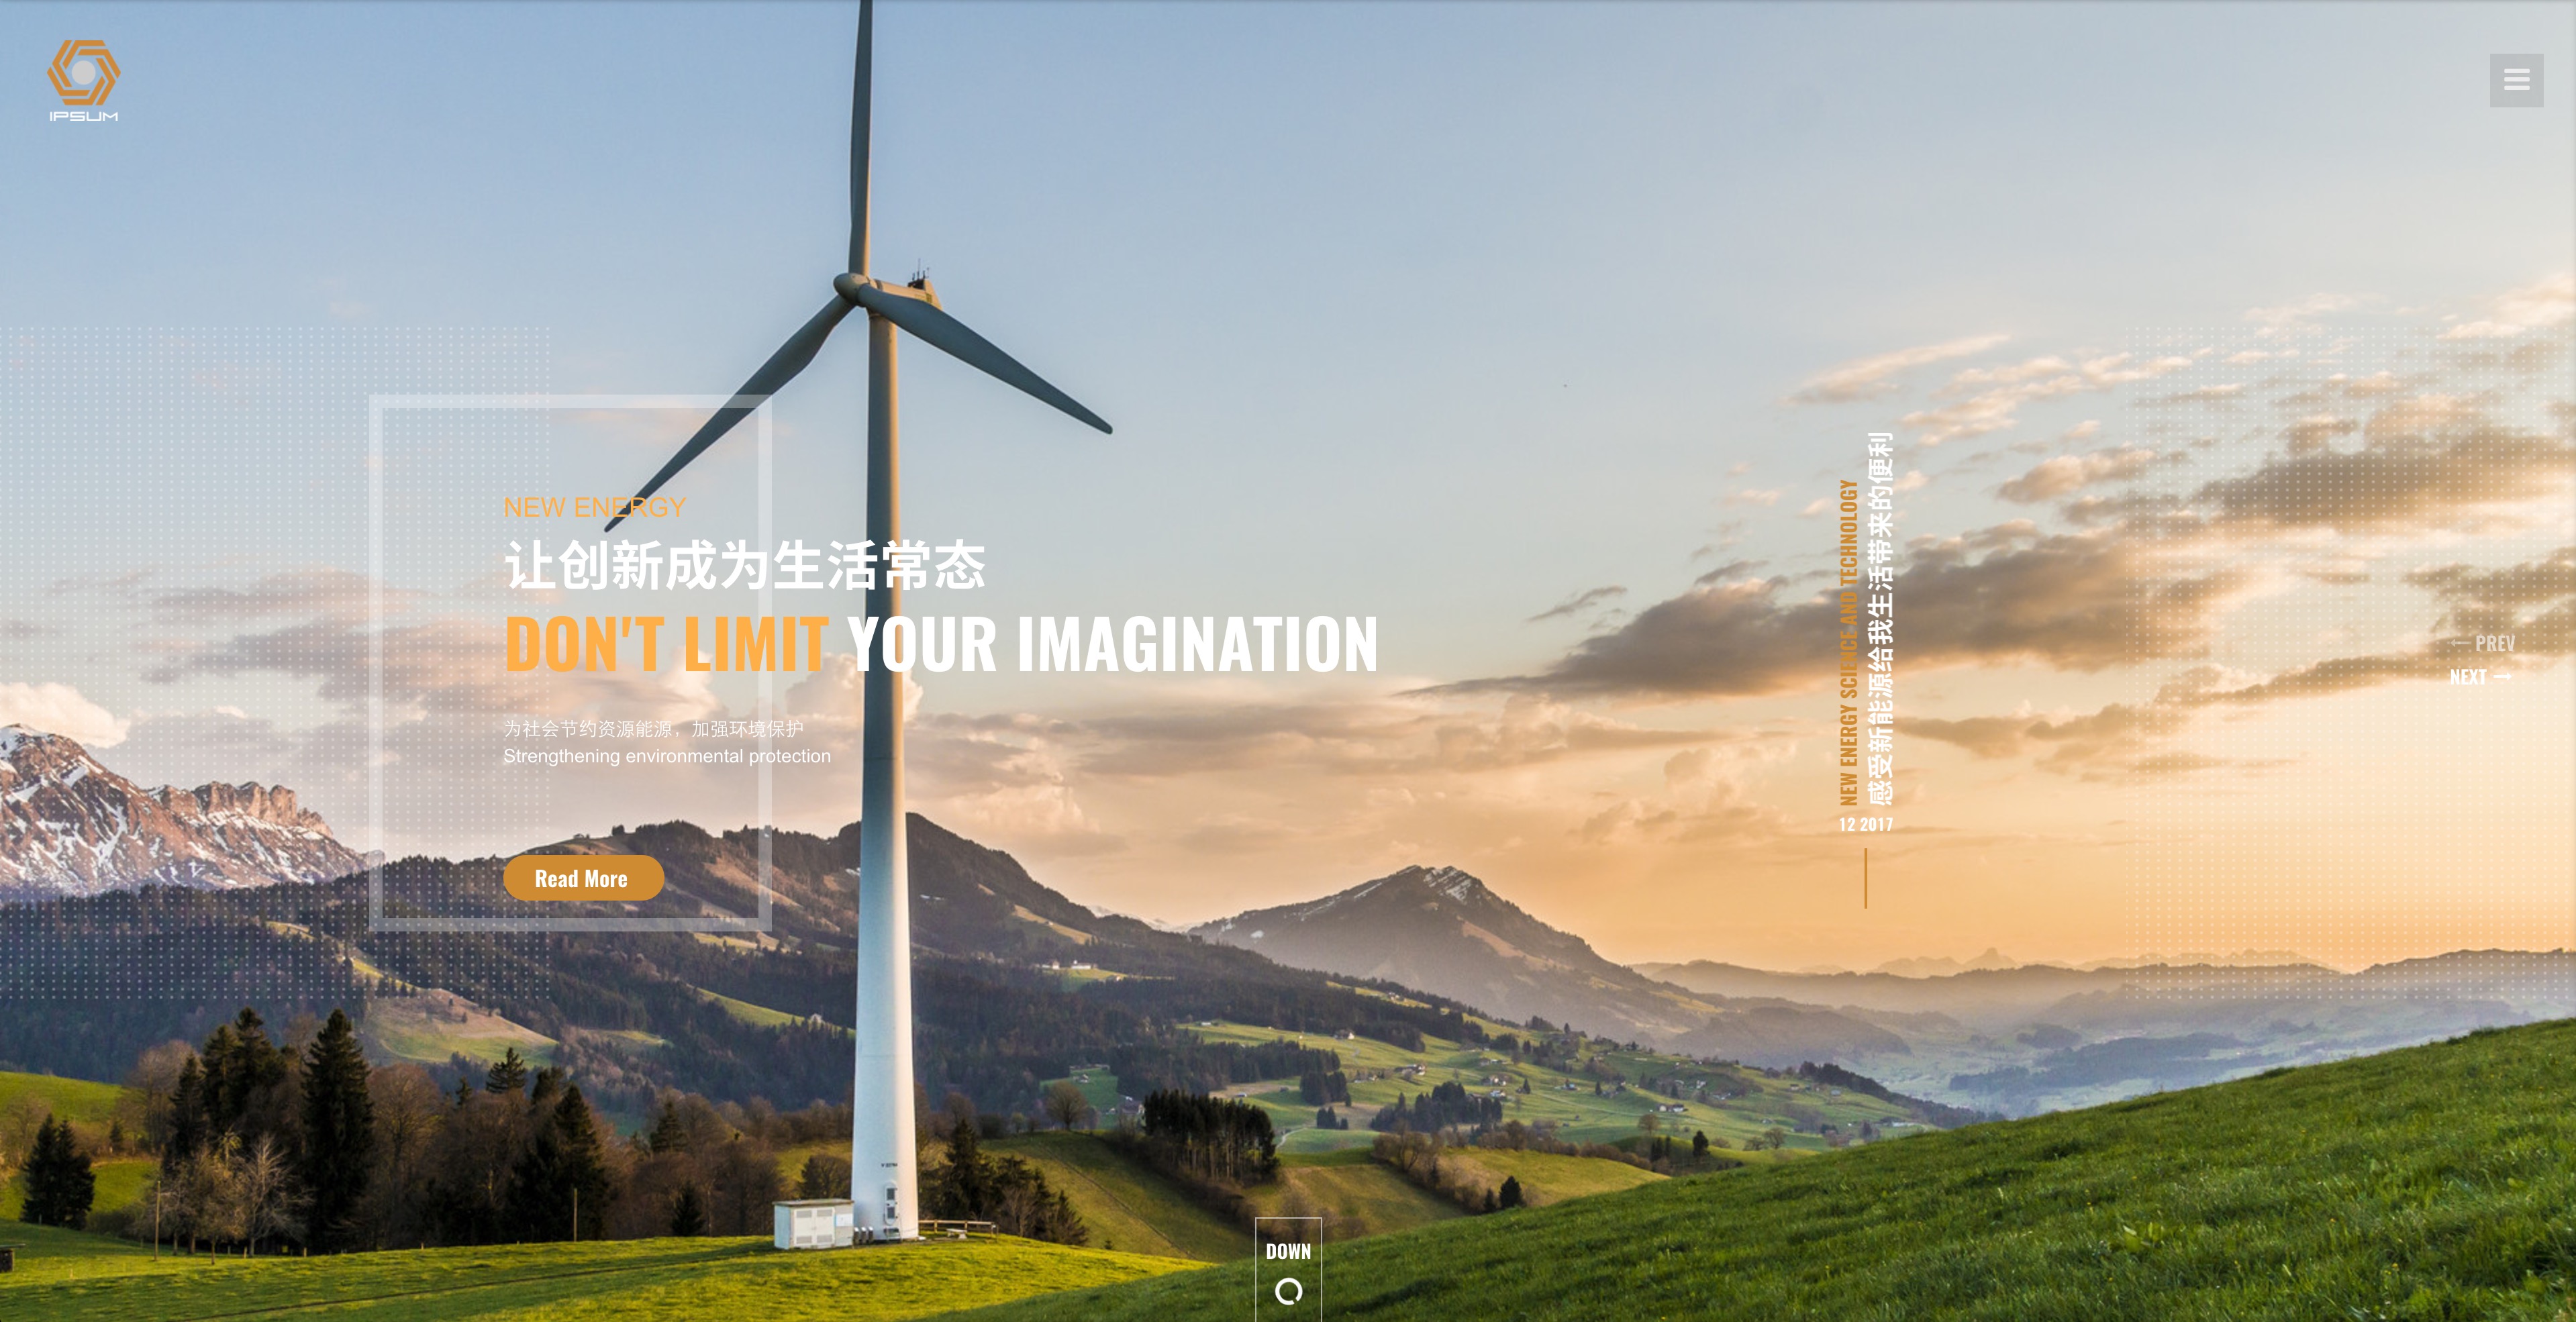 IPSUM
NEW ENERGY
让创新成为生活常态
DON'T LIMIT YOUR IMAGINATION
为社会节约资源能源，加强环境保护
Strengthening environmental protection
Read More
NEW ENERGY SCIENCE AND TECHNOLOGY
感受新能源给我生活带来的便利
12 2017
PREV
NEXT
DOWN